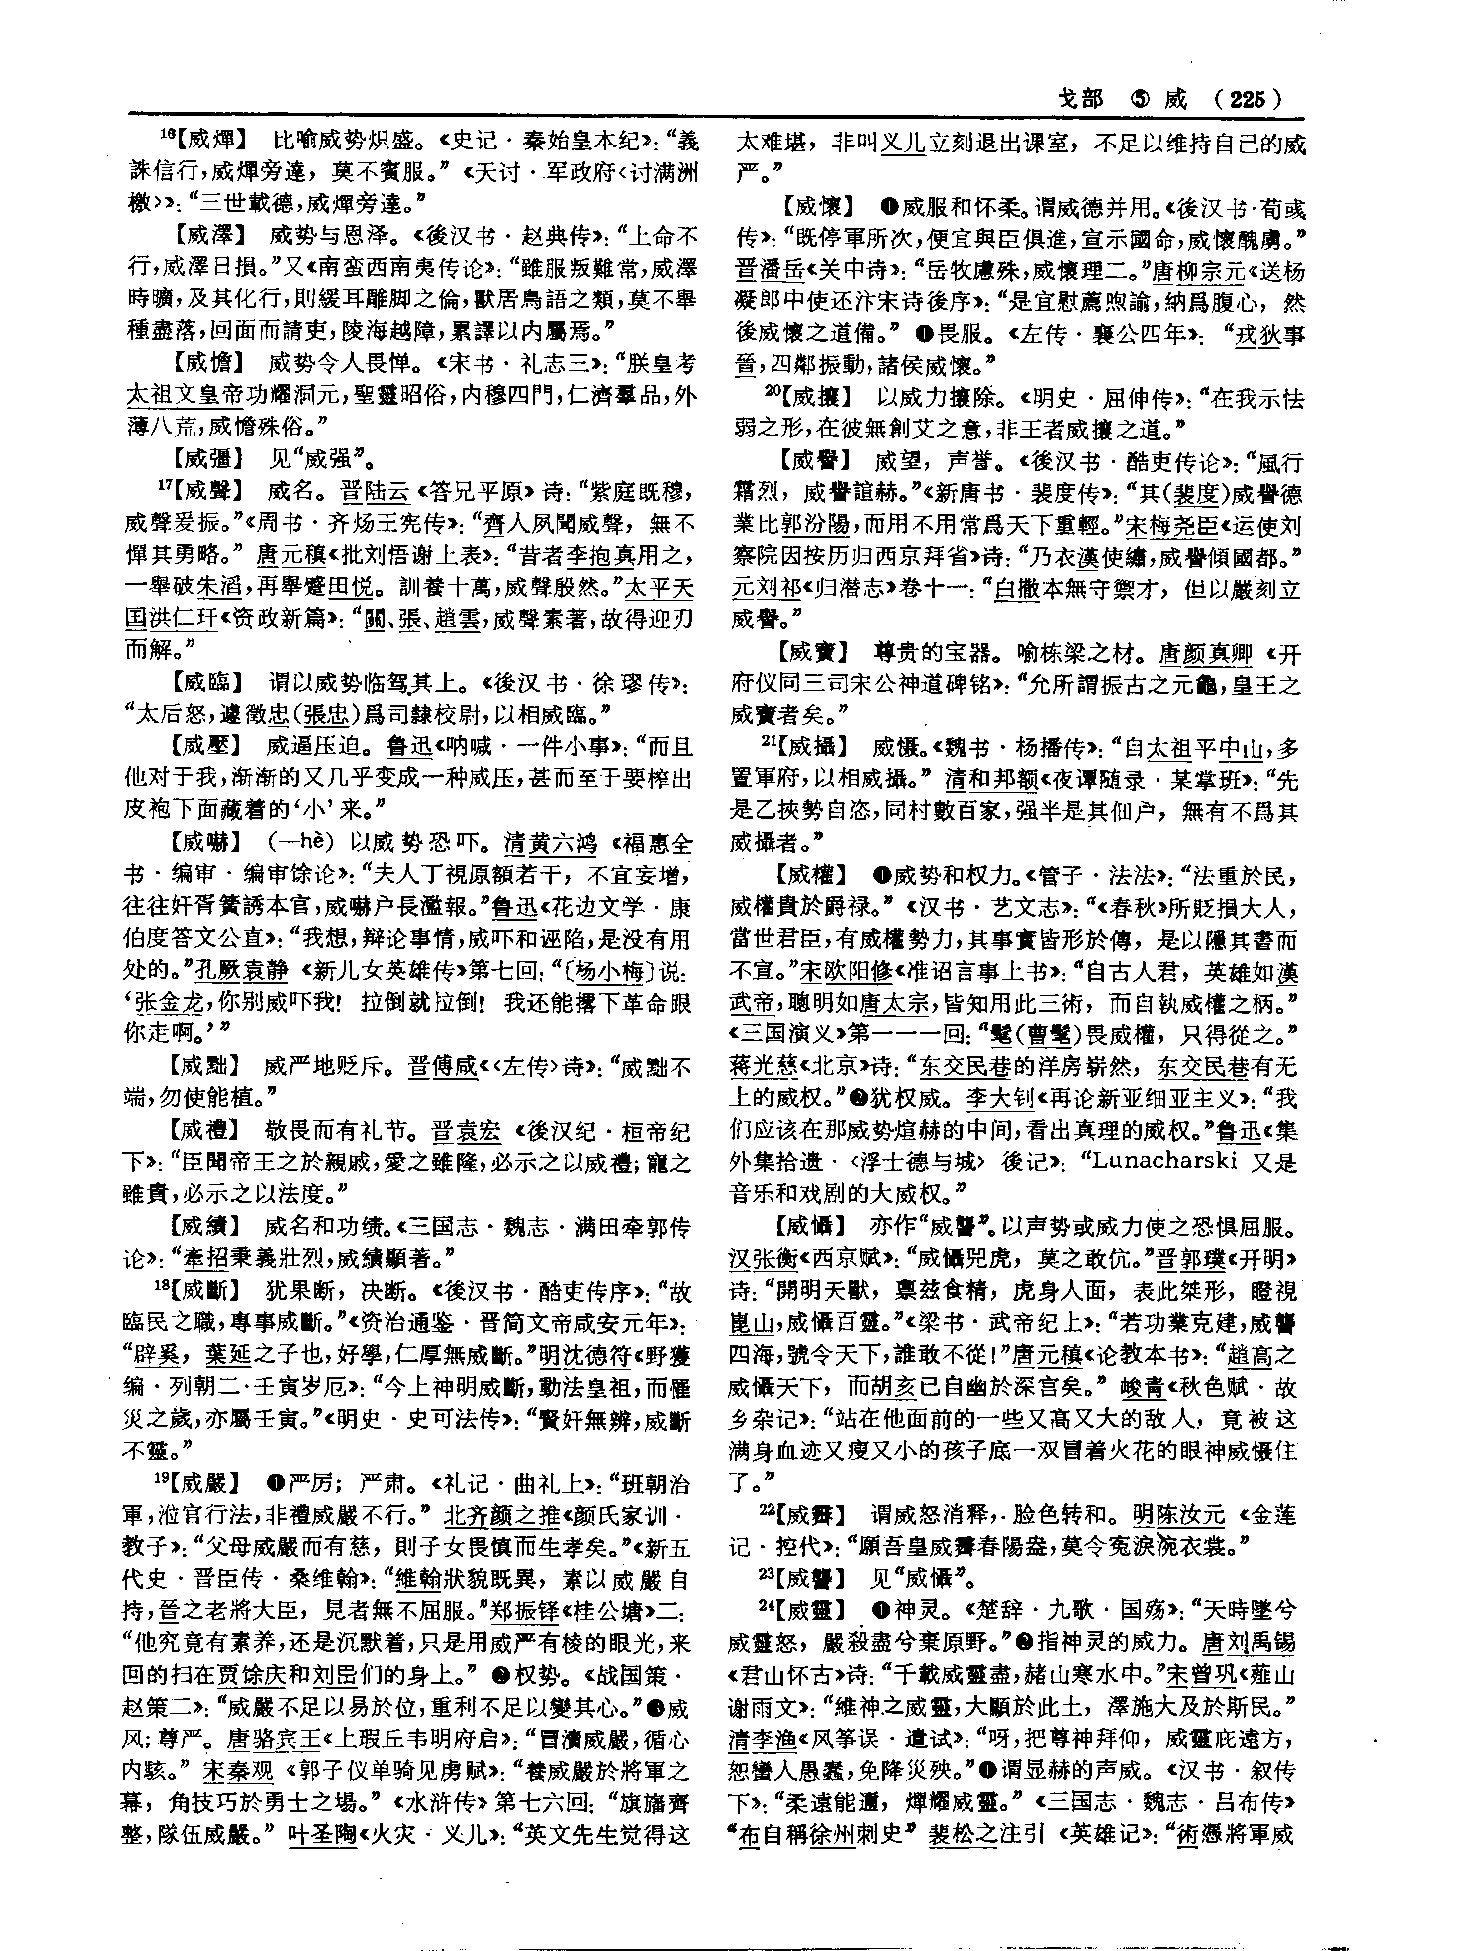 戈部 ⑤ 威 (225)
¹⁶【威燀】 比喻威势炽盛。《史记·秦始皇本纪》：“義
誅信行，威燀旁達，莫不賓服。”《天讨·军政府〈讨满洲
檄〉》：“三世載德，威燀旁達。”
【威澤】 威势与恩泽。《後汉书·赵典传》：“上命不
行，威澤日損。”又《南蛮西南夷传论》：“雖服叛難常，威澤
時曠，及其化行，則緩耳雕脚之倫，獸居鳥語之類，莫不舉
種盡落，回面而請吏，陵海越障，累譯以内屬焉。”
【威憺】 威势令人畏惮。《宋书·礼志三》：“朕皇考
太祖文皇帝功耀洞元，聖靈昭俗，内穆四門，仁濟羣品，外
薄八荒，威憺殊俗。”
【威彊】 见“威强”。
¹⁷【威聲】 威名。晋陆云《答兄平原》诗：“紫庭既穆，
威聲爰振。”《周书·齐炀王宪传》：“齊人夙聞威聲，無不
憚其勇略。”唐元稹《批刘悟谢上表》：“昔者李抱真用之，
一舉破朱滔，再舉蹙田悦。訓養十萬，威聲殷然。”太平天
国洪仁玕《资政新篇》：“關、張、趙雲，威聲素著，故得迎刃
而解。”
【威臨】 谓以威势临驾其上。《後汉书·徐璆传》：
“太后怒，遽徵忠(張忠)爲司隸校尉，以相威臨。”
【威壓】 威逼压迫。鲁迅《呐喊·一件小事》：“而且
他对于我，渐渐的又几乎变成一种威压，甚而至于要榨出
皮袍下面藏着的‘小’来。”
【威嚇】 (—hè) 以威势恐吓。清黄六鸿《福惠全
书·编审·编审馀论》：“夫人丁視原額若干，不宜妄增，
往往奸胥簧誘本官，威嚇户長濫報。”鲁迅《花边文学·康
伯度答文公直》：“我想，辩论事情，威吓和诬陷，是没有用
处的。”孔厥袁静《新儿女英雄传》第七回：“〔杨小梅〕说：
‘张金龙，你别威吓我！拉倒就拉倒！我还能撂下革命跟
你走啊。’”
【威黜】 威严地贬斥。晋傅咸《〈左传〉诗》：“威黜不
端，勿使能植。”
【威禮】 敬畏而有礼节。晋袁宏《後汉纪·桓帝纪
下》：“臣聞帝王之於親戚，愛之雖隆，必示之以威禮；寵之
雖貴，必示之以法度。”
【威績】 威名和功绩。《三国志·魏志·满田牵郭传
论》：“牽招秉義壯烈，威績顯著。”
¹⁸【威斷】 犹果断，决断。《後汉书·酷吏传序》：“故
臨民之職，專事威斷。”《资治通鉴·晋简文帝咸安元年》：
“辟奚，葉延之子也，好學，仁厚無威斷。”明沈德符《野獲
编·列朝二·壬寅岁厄》：“今上神明威斷，動法皇祖，而罹
災之歲，亦屬壬寅。”《明史·史可法传》：“賢奸無辨，威斷
不靈。”
¹⁹【威嚴】 ❶严厉；严肃。《礼记·曲礼上》：“班朝治
軍，涖官行法，非禮威嚴不行。”北齐颜之推《颜氏家训·
教子》：“父母威嚴而有慈，則子女畏慎而生孝矣。”《新五
代史·晋臣传·桑维翰》：“維翰狀貌既異，素以威嚴自
持，晉之老將大臣，見者無不屈服。”郑振铎《桂公塘》二：
“他究竟有素养，还是沉默着，只是用威严有棱的眼光，来
回的扫在贾馀庆和刘岊们的身上。”❷权势。《战国策·
赵策二》：“威嚴不足以易於位，重利不足以變其心。”❸威
风；尊严。唐骆宾王《上瑕丘韦明府启》：“冒瀆威嚴，循心
内駭。”宋秦观《郭子仪单骑见虏赋》：“養威嚴於將軍之
幕，角技巧於勇士之場。”《水浒传》第七六回：“旗旛齊
整，隊伍威嚴。”叶圣陶《火灾·义儿》：“英文先生觉得这
太难堪，非叫义儿立刻退出课室，不足以维持自己的威
严。”
【威懷】 ❶威服和怀柔。谓威德并用。《後汉书·荀彧
传》：“既停軍所次，便宜與臣俱進，宣示國命，威懷醜虜。”
晋潘岳《关中诗》：“岳牧慮殊，威懷理二。”唐柳宗元《送杨
凝郎中使还汴宋诗後序》：“是宜慰薦煦諭，納爲腹心，然
後威懷之道備。”❶畏服。《左传·襄公四年》：“戎狄事
晉，四鄰振動，諸侯威懷。”
²⁰【威攘】 以威力攘除。《明史·屈伸传》：“在我示怯
弱之形，在彼無創艾之意，非王者威攘之道。”
【威譽】 威望，声誉。《後汉书·酷吏传论》：“風行
霜烈，威譽諠赫。”《新唐书·裴度传》：“其(裴度)威譽德
業比郭汾陽，而用不用常爲天下重輕。”宋梅尧臣《运使刘
察院因按历归西京拜省》诗：“乃衣漢使繡，威譽傾國都。”
元刘祁《归潜志》卷十一：“白撒本無守禦才，但以嚴刻立
威譽。”
【威寶】 尊贵的宝器。喻栋梁之材。唐颜真卿《开
府仪同三司宋公神道碑铭》：“允所謂振古之元龜，皇王之
威寶者矣。”
²¹【威攝】 威慑。《魏书·杨播传》：“自太祖平中山，多
置軍府，以相威攝。”清和邦额《夜谭随录·某掌班》：“先
是乙挾勢自恣，同村數百家，强半是其佃户，無有不爲其
威攝者。”
【威權】 ❶威势和权力。《管子·法法》：“法重於民，
威權貴於爵禄。”《汉书·艺文志》：“《春秋》所貶損大人，
當世君臣，有威權勢力，其事實皆形於傳，是以隱其書而
不宣。”宋欧阳修《准诏言事上书》：“自古人君，英雄如漢
武帝，聰明如唐太宗，皆知用此三術，而自執威權之柄。”
《三国演义》第一一一回：“髦(曹髦)畏威權，只得從之。”
蒋光慈《北京》诗：“东交民巷的洋房崭然，东交民巷有无
上的威权。”❷犹权威。李大钊《再论新亚细亚主义》：“我
们应该在那威势煊赫的中间，看出真理的威权。”鲁迅《集
外集拾遗·〈浮士德与城〉後记》：“Lunacharski 又是
音乐和戏剧的大威权。”
【威懾】 亦作“威讋”。以声势或威力使之恐惧屈服。
汉张衡《西京赋》：“威懾兕虎，莫之敢伉。”晋郭璞《开明》
诗：“開明天獸，禀兹食精，虎身人面，表此桀形，瞪視
崑山，威懾百靈。”《梁书·武帝纪上》：“若功業克建，威讋
四海，號令天下，誰敢不從！”唐元稹《论教本书》：“趙高之
威懾天下，而胡亥已自幽於深宫矣。”峻青《秋色赋·故
乡杂记》：“站在他面前的一些又高又大的敌人，竟被这
满身血迹又瘦又小的孩子底一双冒着火花的眼神威慑住
了。”
²²【威霽】 谓威怒消释，脸色转和。明陈汝元《金莲
记·控代》：“願吾皇威霽春陽盎，莫令冤淚涴衣裳。”
²³【威讋】 见“威懾”。
²⁴【威靈】 ❶神灵。《楚辞·九歌·国殇》：“天時墜兮
威靈怒，嚴殺盡兮棄原野。”❷指神灵的威力。唐刘禹锡
《君山怀古》诗：“千載威靈盡，赭山寒水中。”宋曾巩《薤山
谢雨文》：“維神之威靈，大顯於此土，澤施大及於斯民。”
清李渔《风筝误·遣试》：“呀，把尊神拜仰，威靈庇遠方，
恕蠻人愚蠢，免降災殃。”❶谓显赫的声威。《汉书·叙传
下》：“柔遠能邇，燀耀威靈。”《三国志·魏志·吕布传》
“布自稱徐州刺史”裴松之注引《英雄记》：“術憑將軍威